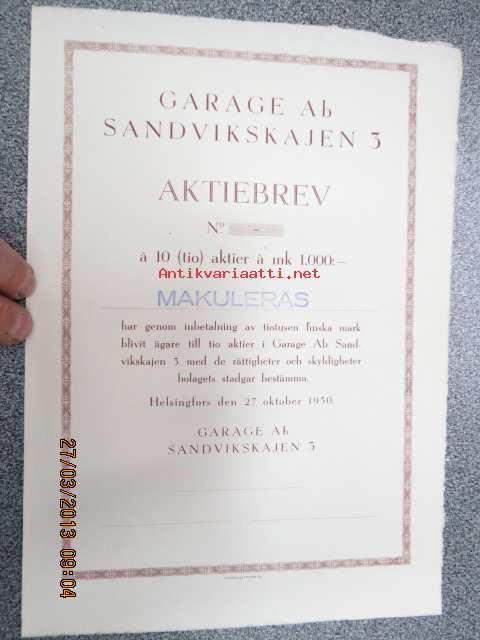 GARAGE Ab
SANDVIKSKAJEN 3
AKTIEBREV
No -
à 10 (tio) aktier à mk 1.000:-
Antikvariaatti.net
MAKULERAS
har genom inbetalning av tiotusen finska mark
blivit ägare till tio aktier i Garage Ab Sand-
vikskajen 3 med de rättigheter och skyldigheter
bolagets stadgar bestämma.
Helsingfors den 27 oktober 1950.
GARAGE Ab
SANDVIKSKAJEN 3
27/03/2013 09:04